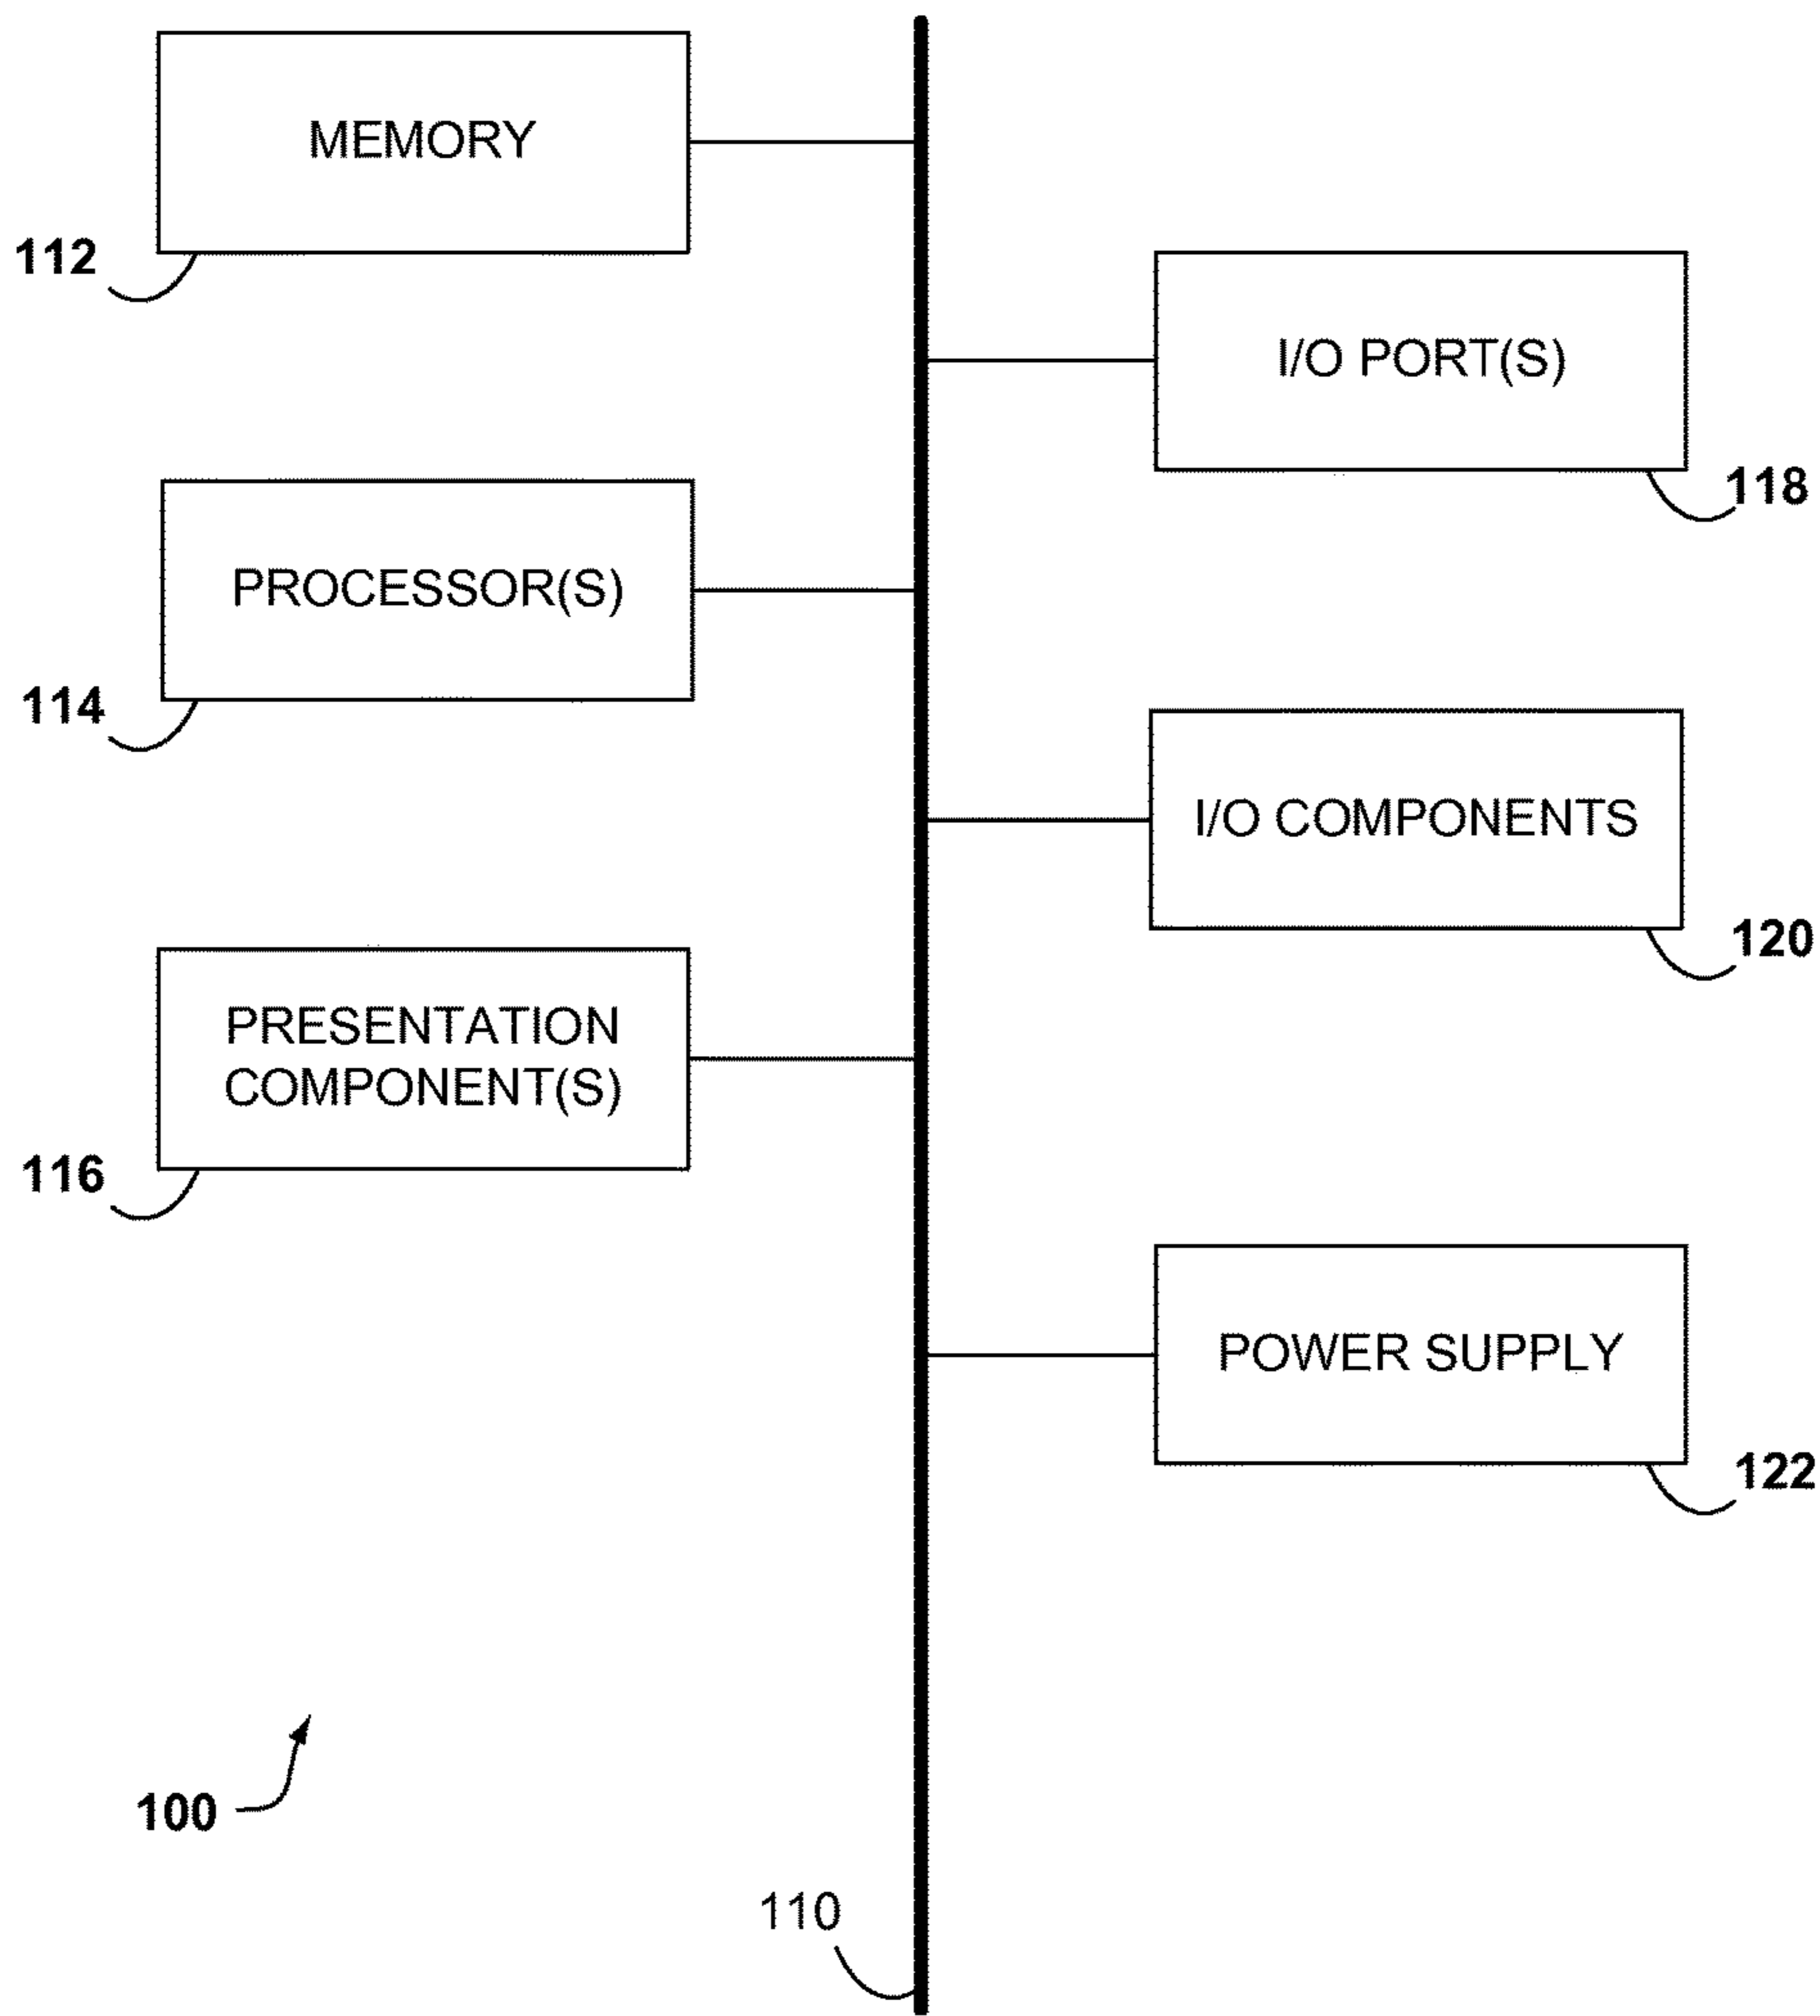 MEMORY
112
I/O PORT(S)
118
PROCESSOR(S)
114
I/O COMPONENTS
120
PRESENTATION
COMPONENT(S)
116
POWER SUPPLY
122
100
110